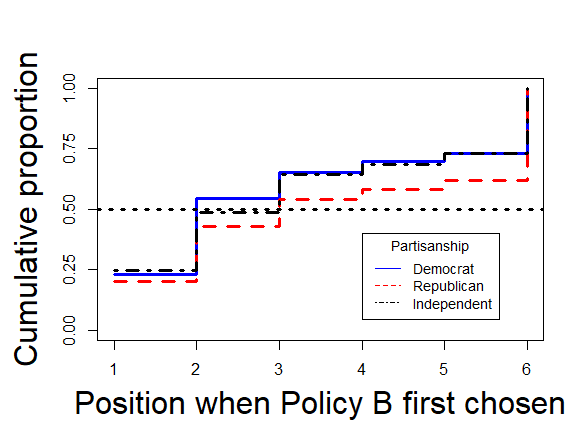 Cumulative proportion
1.00
0.75
0.50
0.25
0.00
Partisanship
Democrat
Republican
Independent
1 2 3 4 5 6
Position when Policy B first chosen